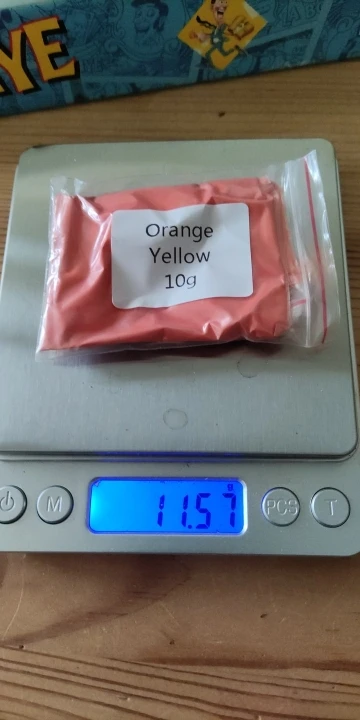 YE
Orange
Yellow
10g
M
11.57
g
PCS
T